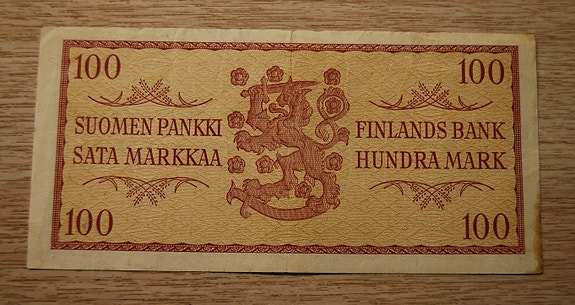 100 100
SUOMEN PANKKI FINLANDS BANK
SATA MARKKAA HUNDRA MARK
100 100